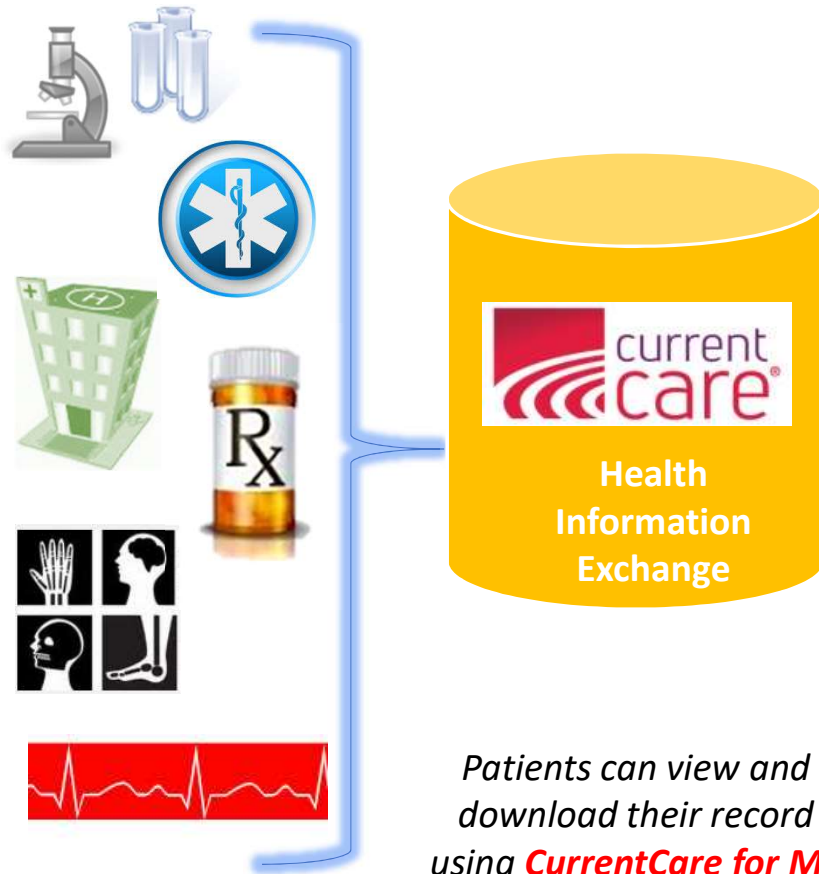 H
Rx
current
care®
Health
Information
Exchange
Patients can view and
download their record
using CurrentCare for M